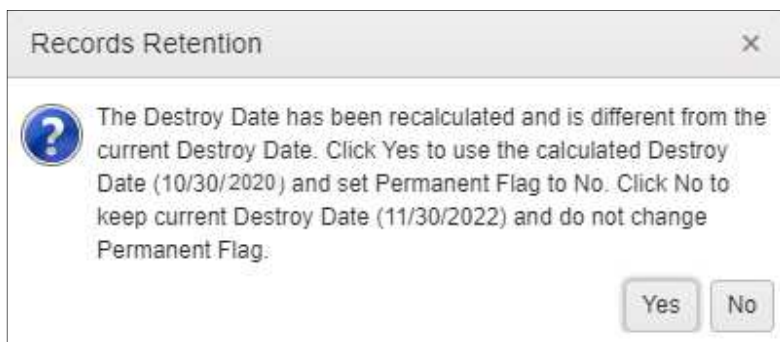 Records Retention ×
The Destroy Date has been recalculated and is different from the
current Destroy Date. Click Yes to use the calculated Destroy
Date (10/30/2020) and set Permanent Flag to No. Click No to
keep current Destroy Date (11/30/2022) and do not change
Permanent Flag.
Yes No